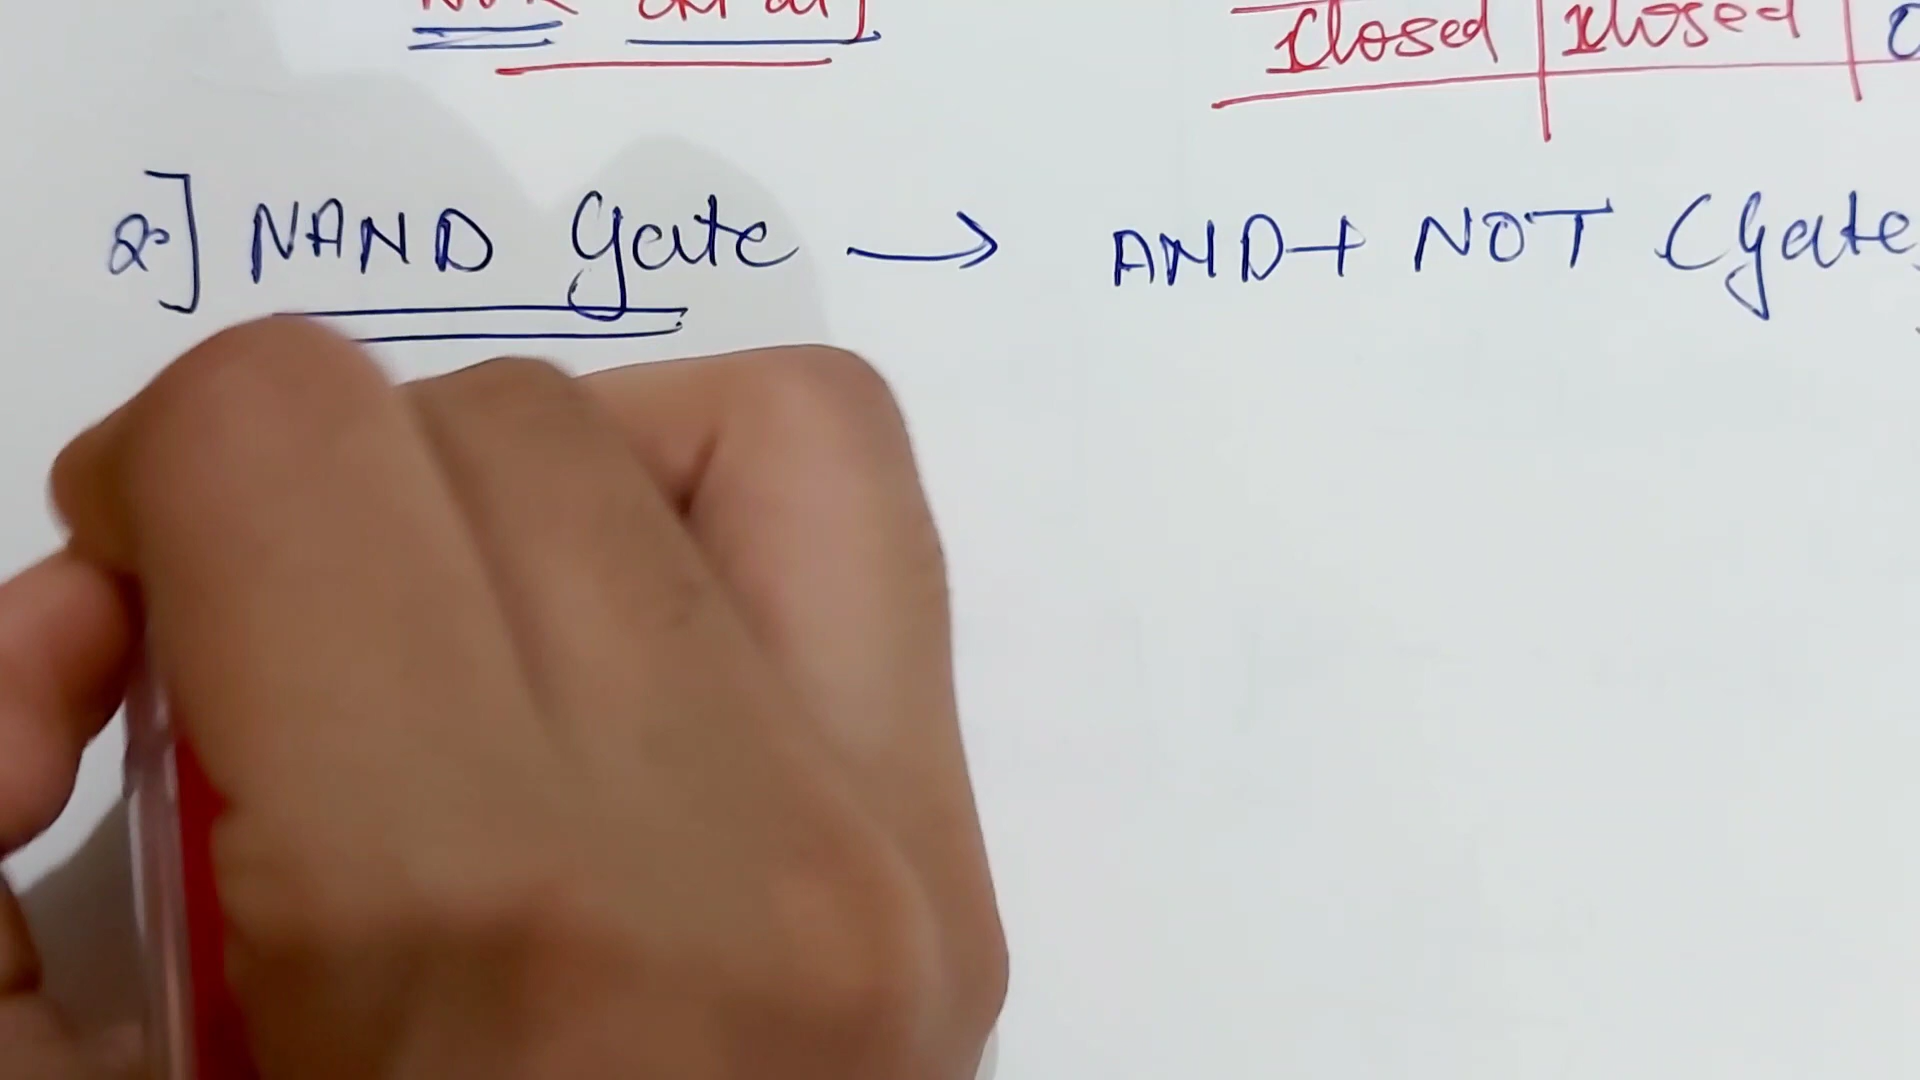 closed | closed
2] NAND Gate → AND + NOT (Gate